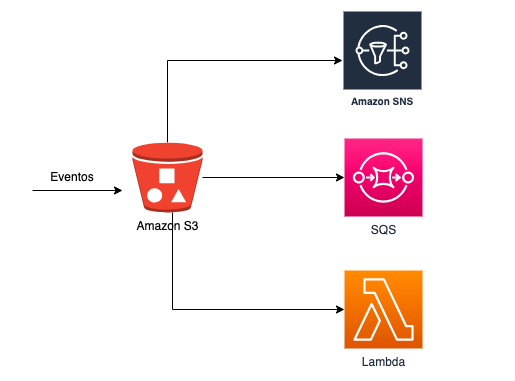 Amazon SNS
Eventos
Amazon S3
SQS
Lambda